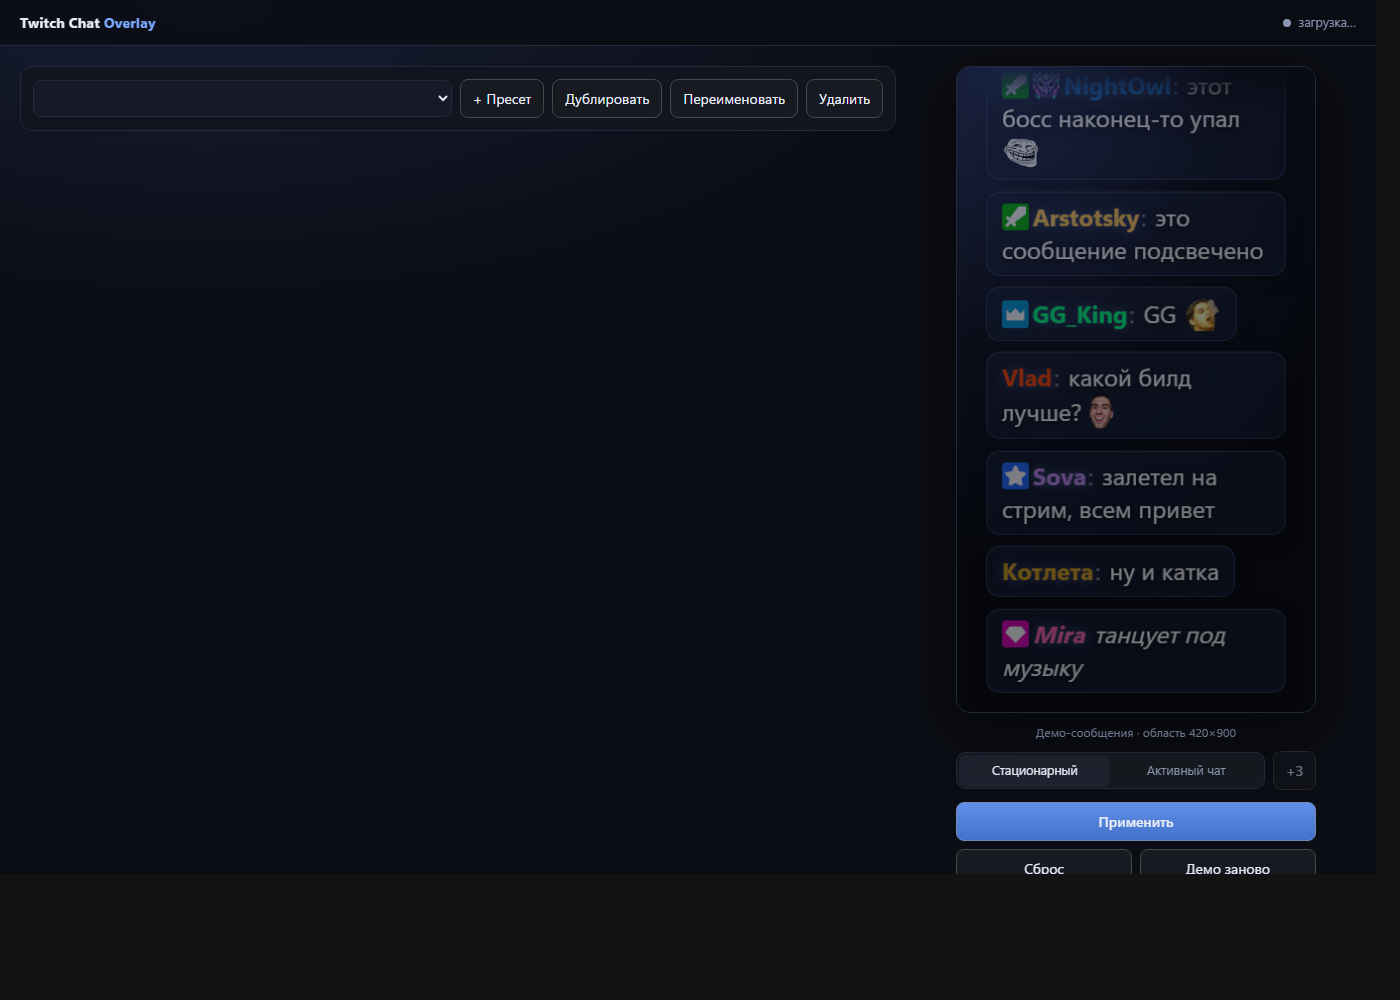 Twitch Chat Overlay
загрузка...
+ Пресет
Дублировать
Переименовать
Удалить
NightOwl: этот
босс наконец-то упал
Arstotsky: это
сообщение подсвечено
GG_King: GG
Vlad: какой билд
лучше?
Sova: залетел на
стрим, всем привет
Котлета: ну и катка
Mira танцует под
музыку
Демо-сообщения · область 420×900
Стационарный
Активный чат
+3
Применить
Сброс
Демо заново